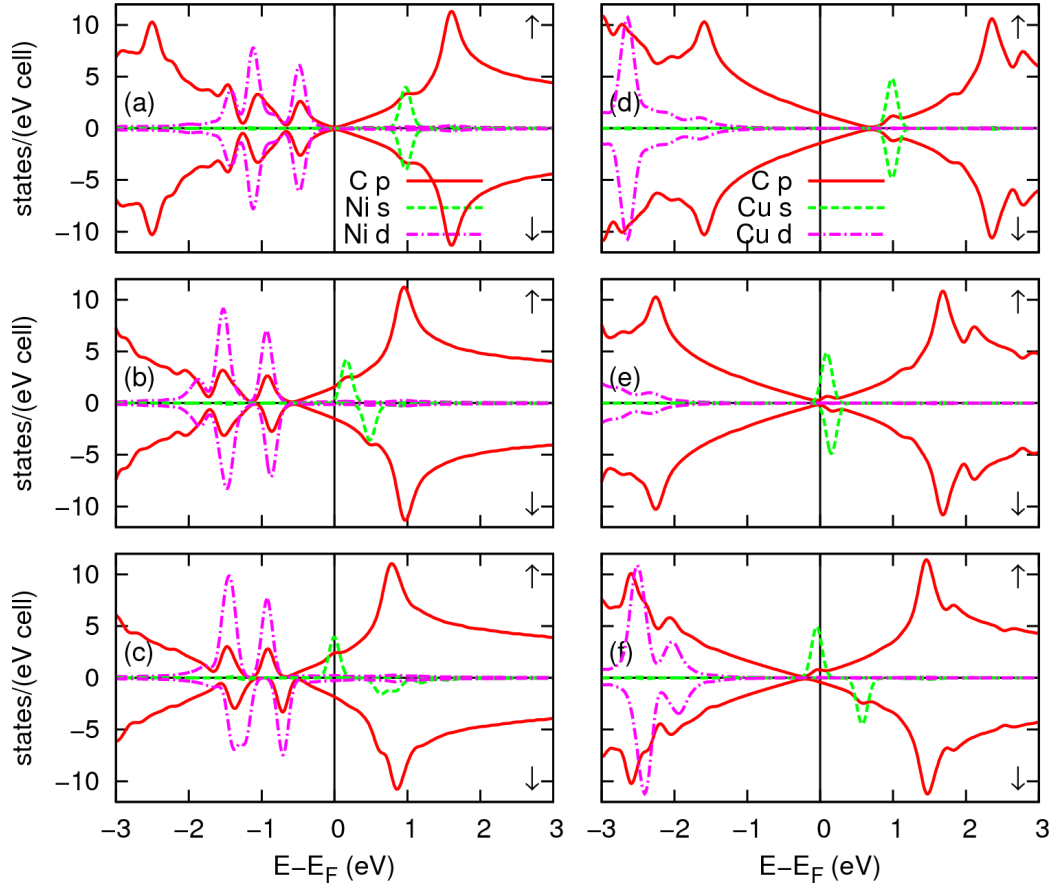 states/(eV cell)
10
5
0
−5
−10
(a)
↑
↓
C p
Ni s
Ni d
(d)
↑
↓
C p
Cu s
Cu d
states/(eV cell)
10
5
0
−5
−10
(b)
↑
↓
(e)
↑
↓
states/(eV cell)
10
5
0
−5
−10
(c)
↑
↓
(f)
↑
↓
−3 −2 −1 0 1 2 3
−3 −2 −1 0 1 2 3
E−E_F (eV)
E−E_F (eV)